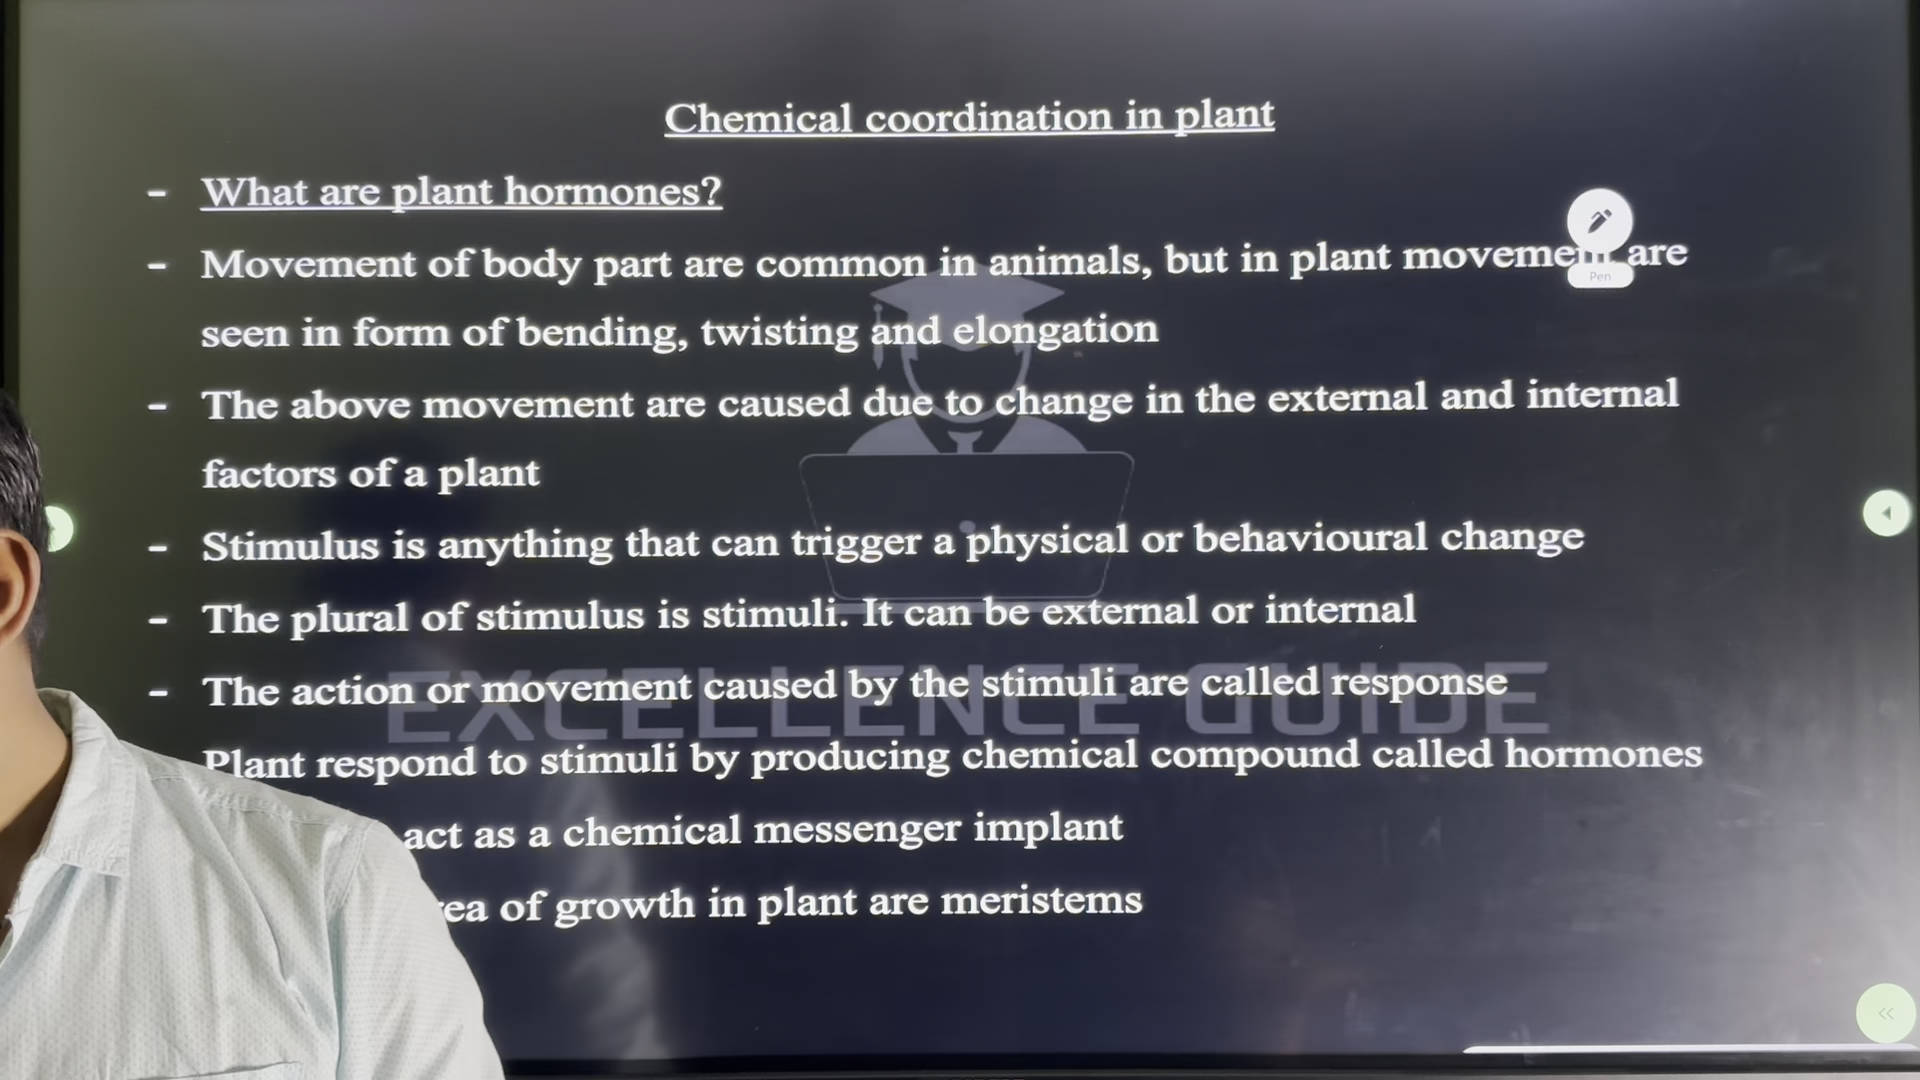 Chemical coordination in plant
- What are plant hormones?
- Movement of body part are common in animals, but in plant movement are
seen in form of bending, twisting and elongation
- The above movement are caused due to change in the external and internal
factors of a plant
- Stimulus is anything that can trigger a physical or behavioural change
- The plural of stimulus is stimuli. It can be external or internal
- The action or movement caused by the stimuli are called response
Plant respond to stimuli by producing chemical compound called hormones
act as a chemical messenger implant
of growth in plant are meristems
Pen
EXCELLENCE GUIDE